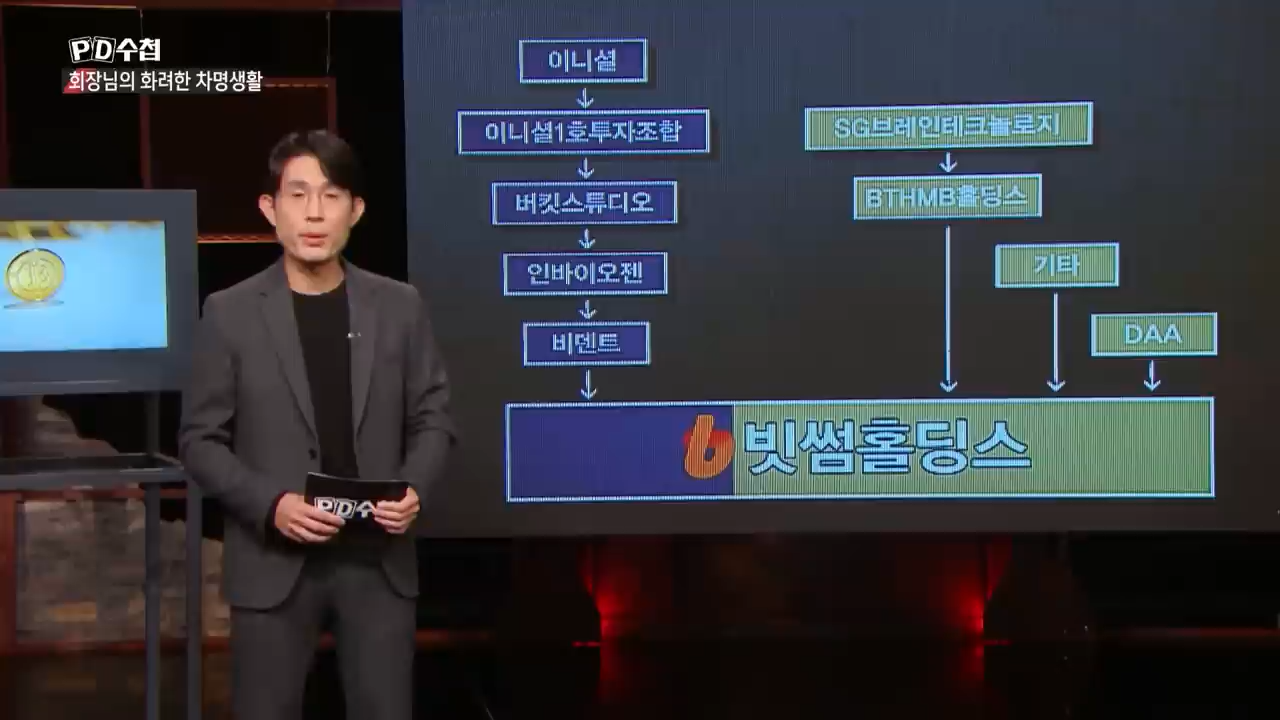 PD수첩
회장님의 화려한 차명생활
이니셜
이니셜1호투자조합
버킷스튜디오
인바이오젠
비덴트
SG브레인테크놀로지
BTHMB홀딩스
기타
DAA
b 빗썸홀딩스
PD수